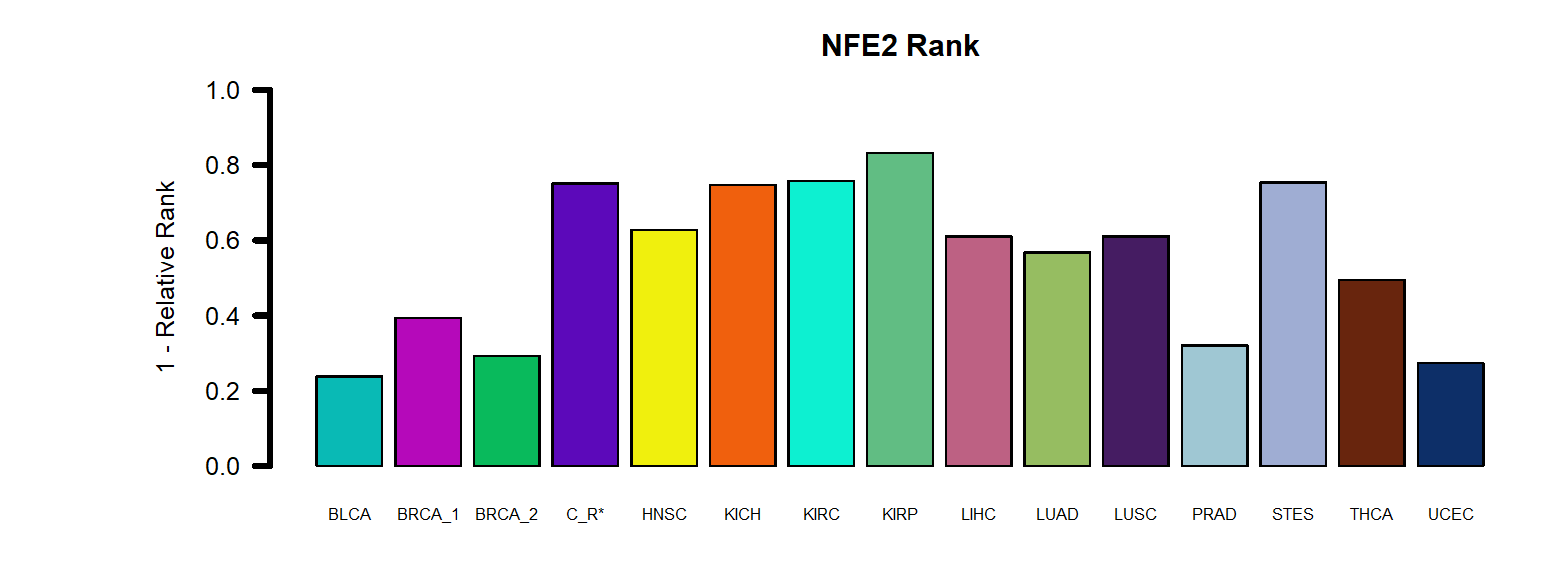 NFE2 Rank
1 - Relative Rank
1.0
0.8
0.6
0.4
0.2
0.0
BLCA BRCA_1 BRCA_2 C_R* HNSC KICH KIRC KIRP LIHC LUAD LUSC PRAD STES THCA UCEC